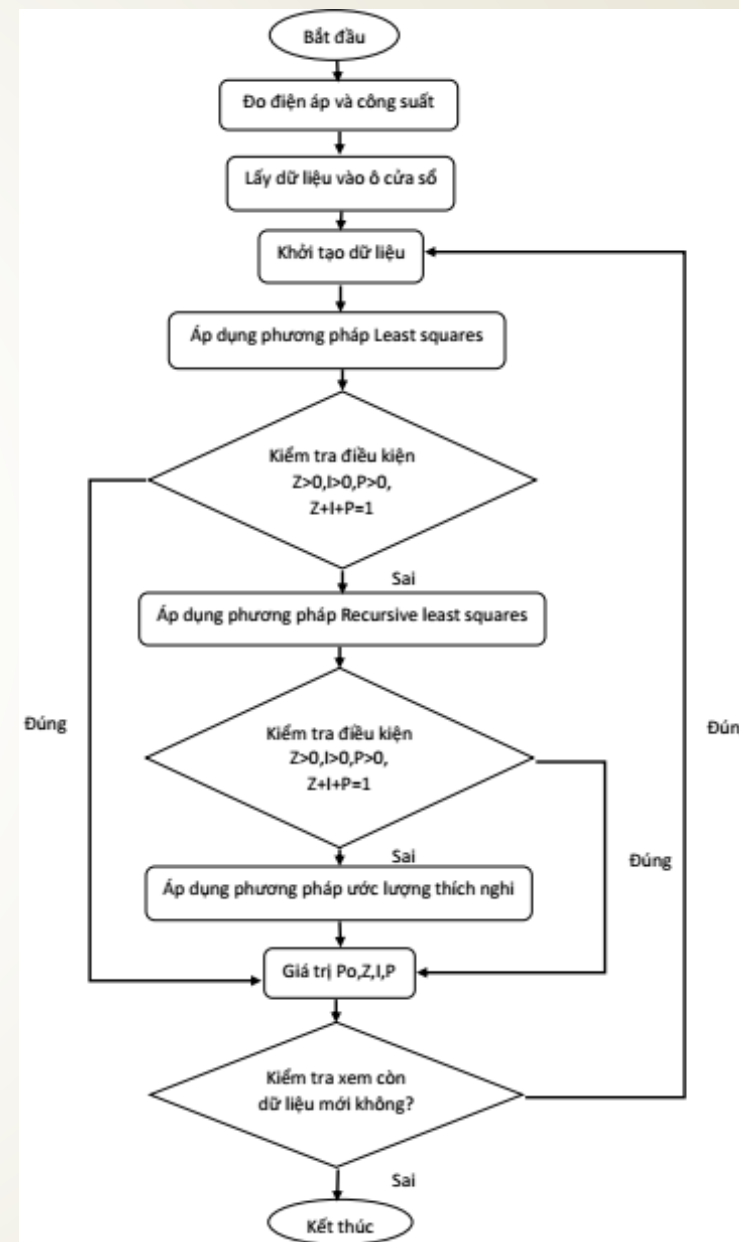 Bắt đầu
Đo điện áp và công suất
Lấy dữ liệu vào ô cửa sổ
Khởi tạo dữ liệu
Áp dụng phương pháp Least squares
Kiểm tra điều kiện
Z>0,I>0,P>0,
Z+I+P=1
Sai
Áp dụng phương pháp Recursive least squares
Đúng
Kiểm tra điều kiện
Z>0,I>0,P>0,
Z+I+P=1
Đún
Sai
Đúng
Áp dụng phương pháp ước lượng thích nghi
Giá trị Po,Z,I,P
Kiểm tra xem còn
dữ liệu mới không?
Sai
Kết thúc